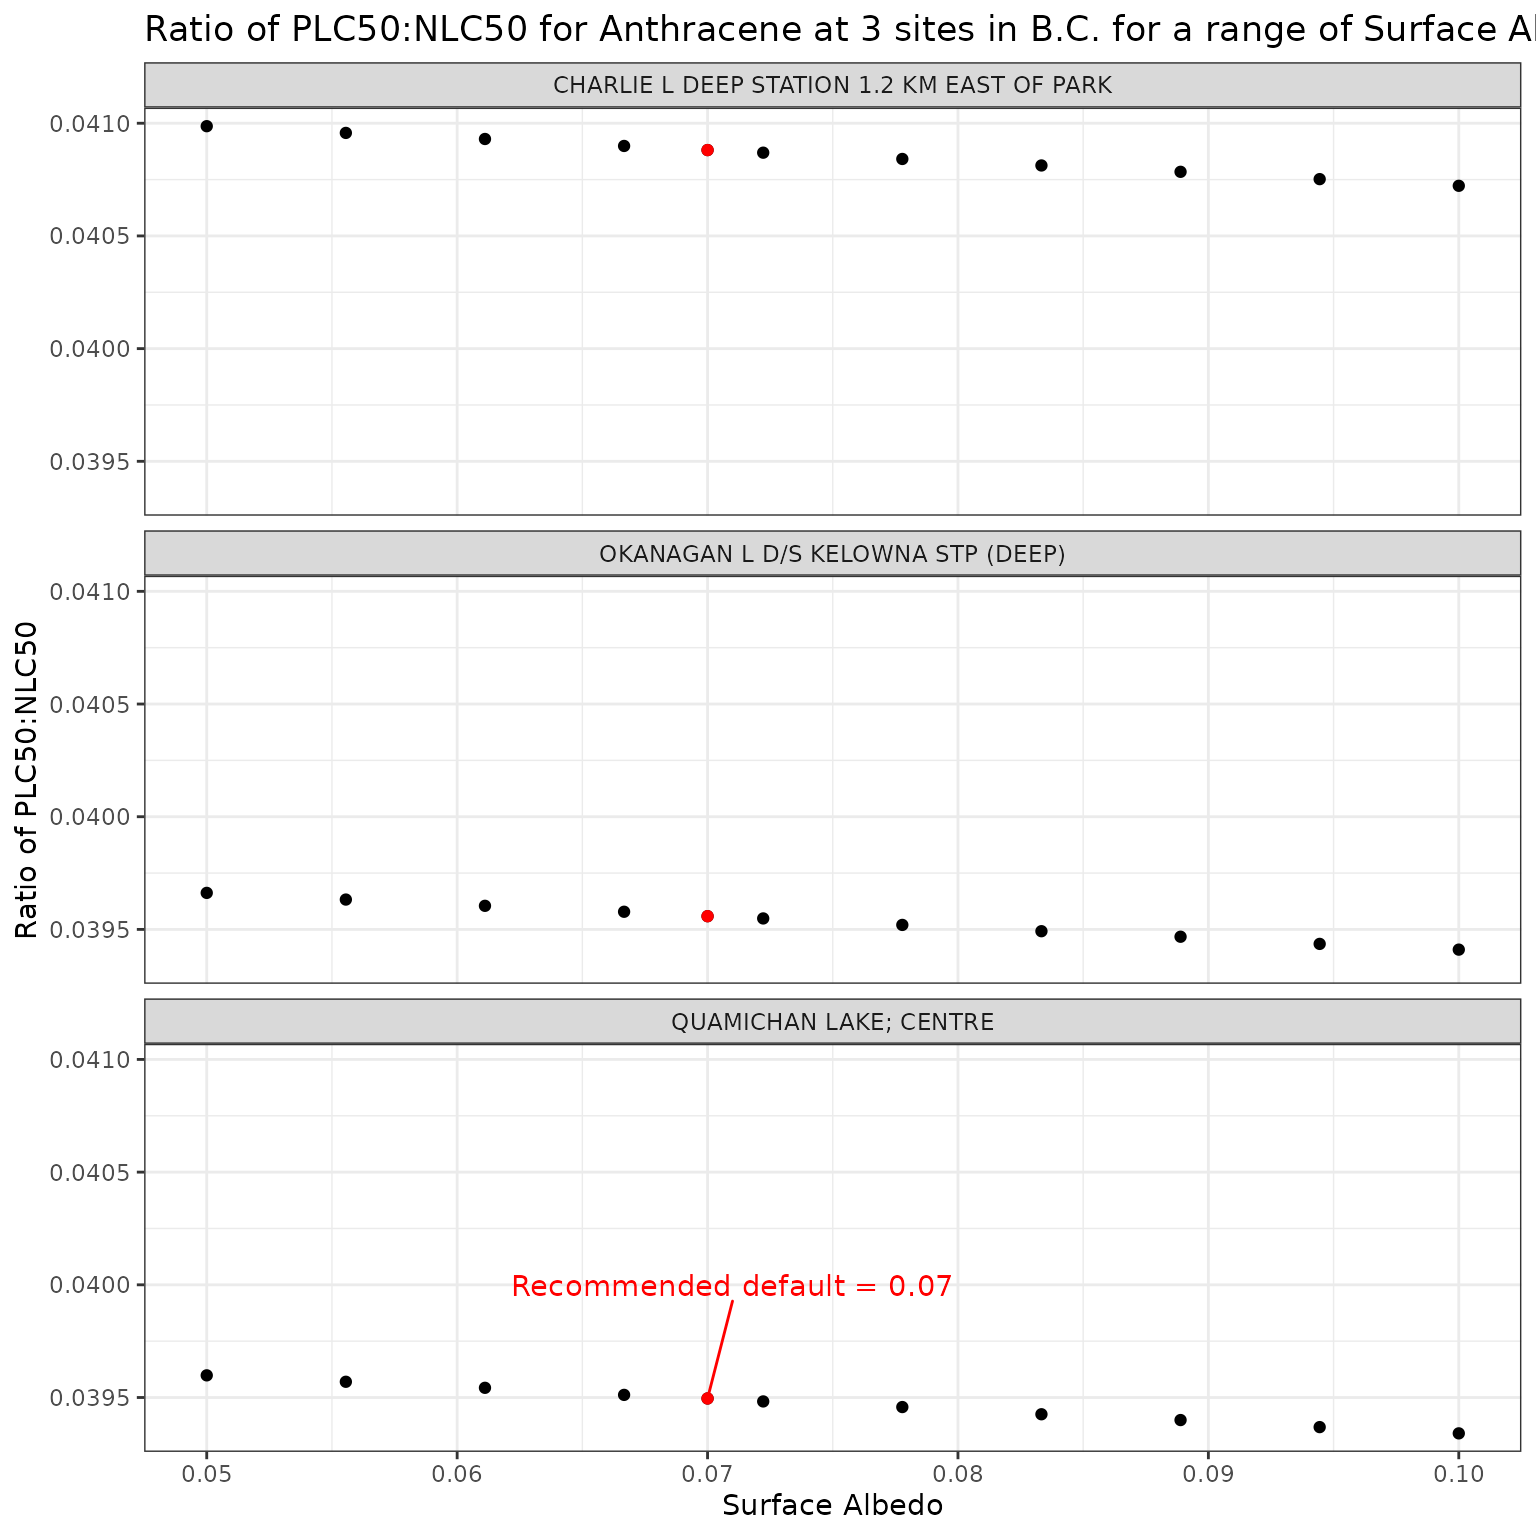 Ratio of PLC50:NLC50 for Anthracene at 3 sites in B.C. for a range of Surface Al
CHARLIE L DEEP STATION 1.2 KM EAST OF PARK
0.0410
0.0405
0.0400
0.0395
OKANAGAN L D/S KELOWNA STP (DEEP)
0.0410
0.0405
0.0400
0.0395
Ratio of PLC50:NLC50
QUAMICHAN LAKE; CENTRE
0.0410
0.0405
0.0400
0.0395
Recommended default = 0.07
0.05 0.06 0.07 0.08 0.09 0.10
Surface Albedo